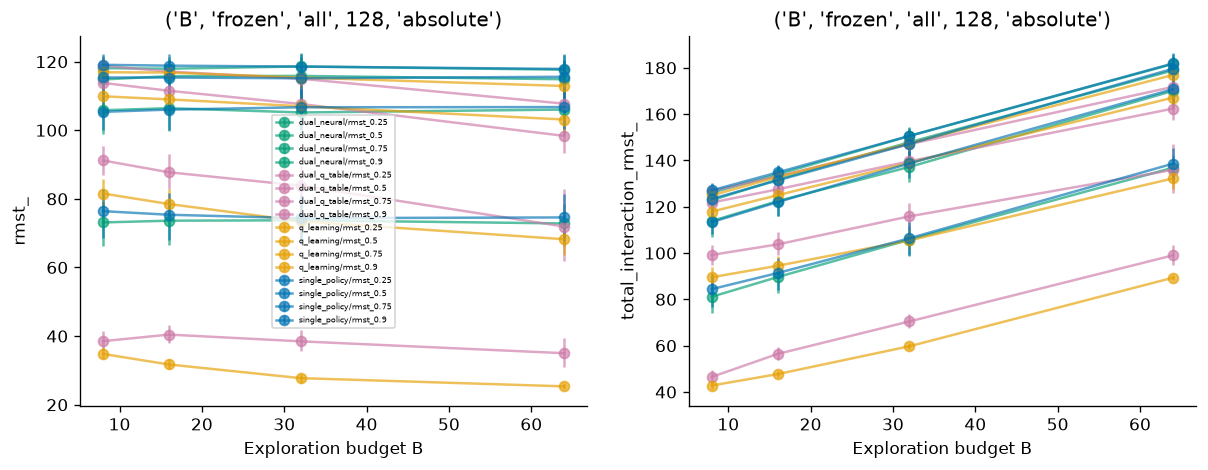 ('B', 'frozen', 'all', 128, 'absolute')
120
100
80
60
40
20
rmst_
10
20
30
40
50
60
Exploration budget B
dual_neural/rmst_0.25
dual_neural/rmst_0.5
dual_neural/rmst_0.75
dual_neural/rmst_0.9
dual_q_table/rmst_0.25
dual_q_table/rmst_0.5
dual_q_table/rmst_0.75
dual_q_table/rmst_0.9
q_learning/rmst_0.25
q_learning/rmst_0.5
q_learning/rmst_0.75
q_learning/rmst_0.9
single_policy/rmst_0.25
single_policy/rmst_0.5
single_policy/rmst_0.75
single_policy/rmst_0.9
('B', 'frozen', 'all', 128, 'absolute')
180
160
140
120
100
80
60
40
total_interaction_rmst_
10
20
30
40
50
60
Exploration budget B